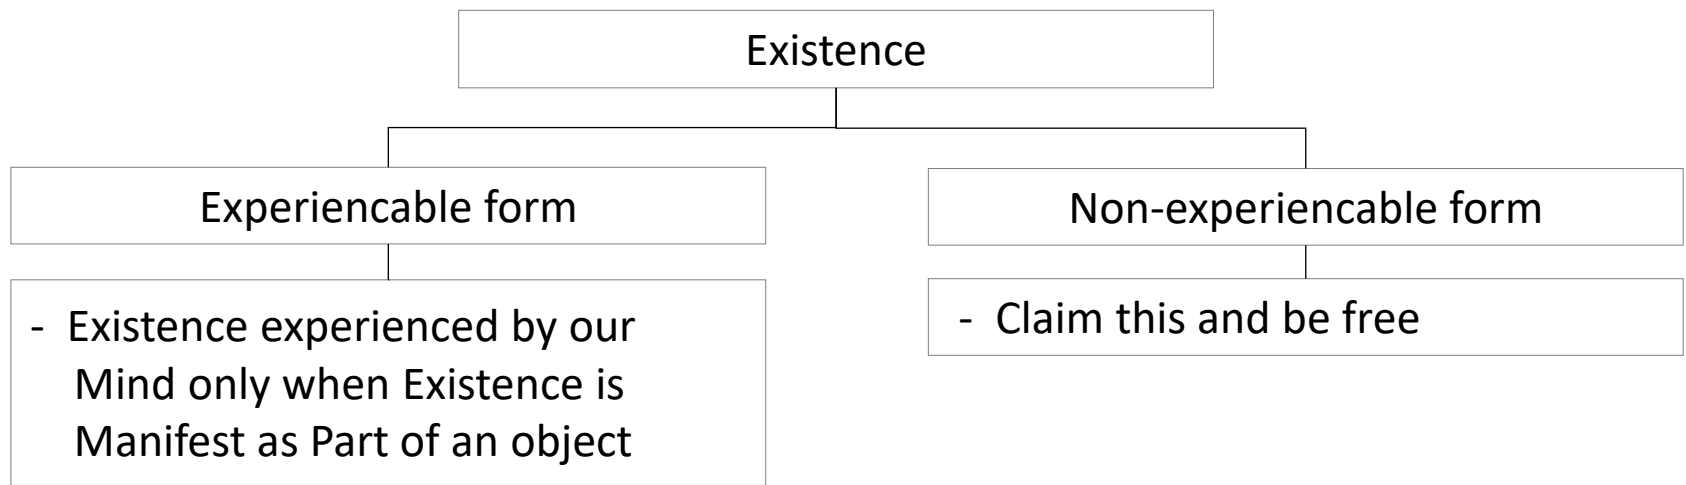 Existence
Experiencable form
Non-experiencable form
- Existence experienced by our
Mind only when Existence is
Manifest as Part of an object
- Claim this and be free